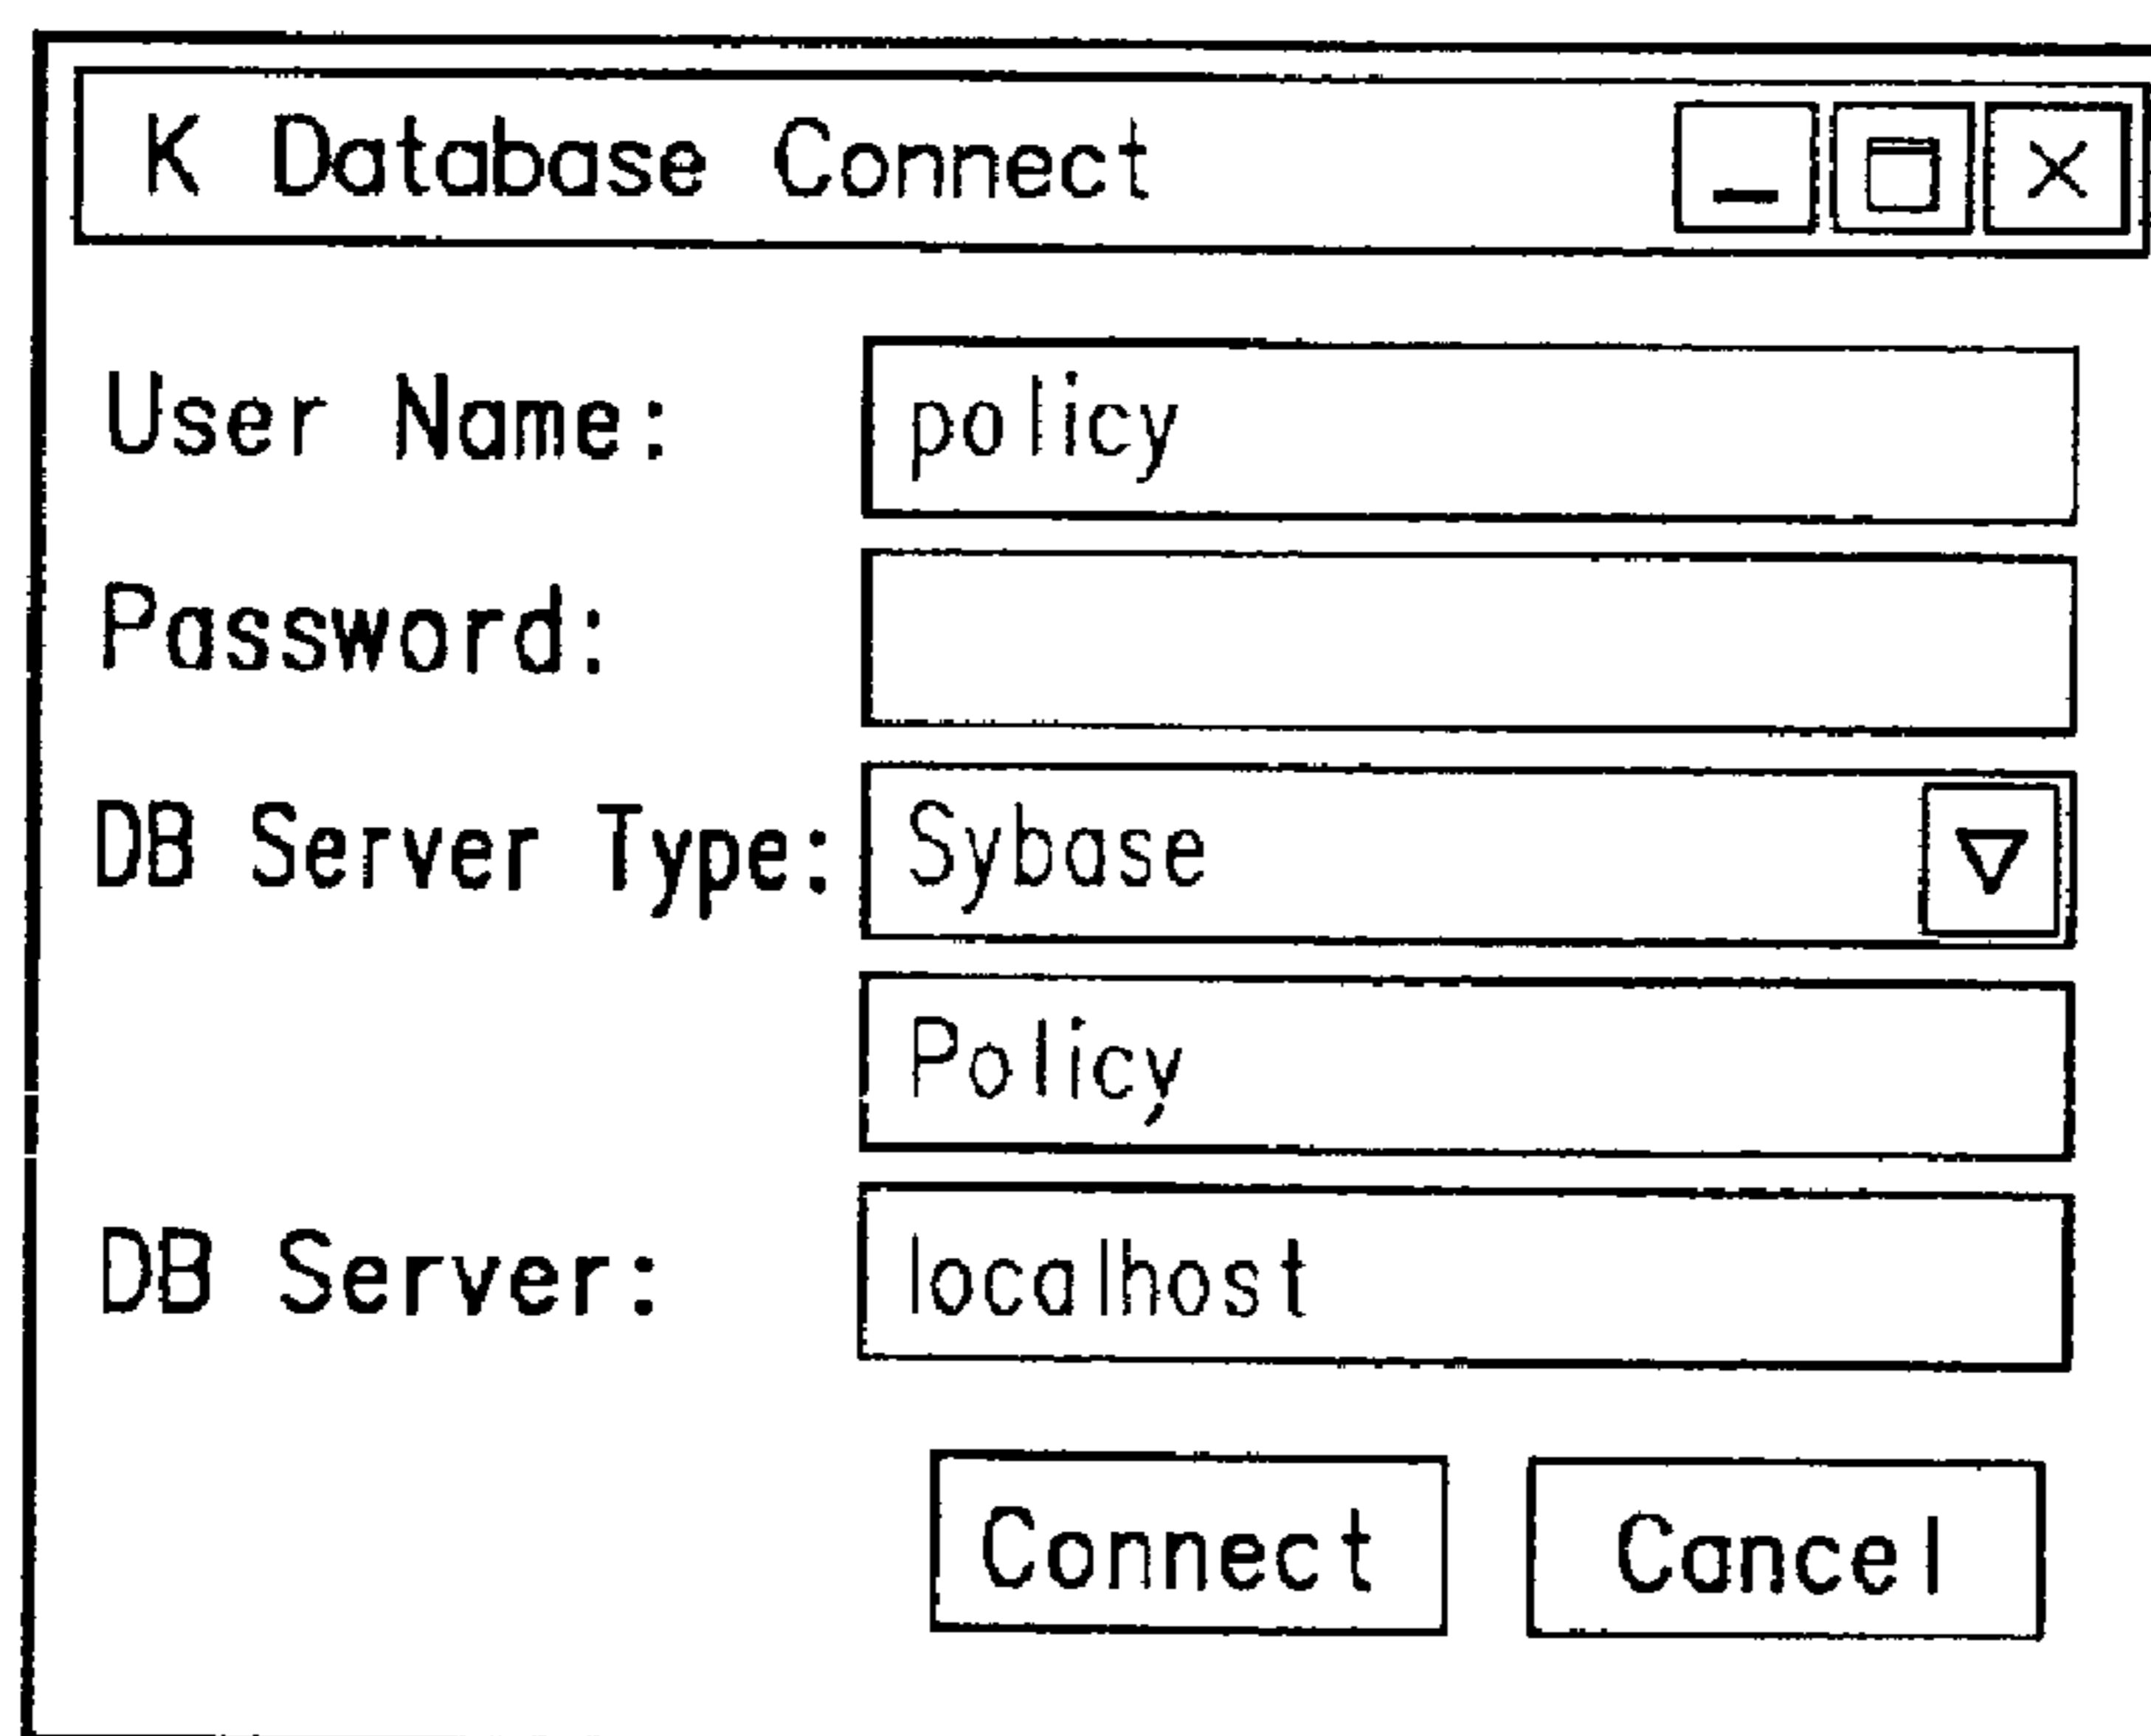 K Database Connect
User Name: policy
Password:
DB Server Type: Sybase
Policy
DB Server: localhost
Connect Cancel